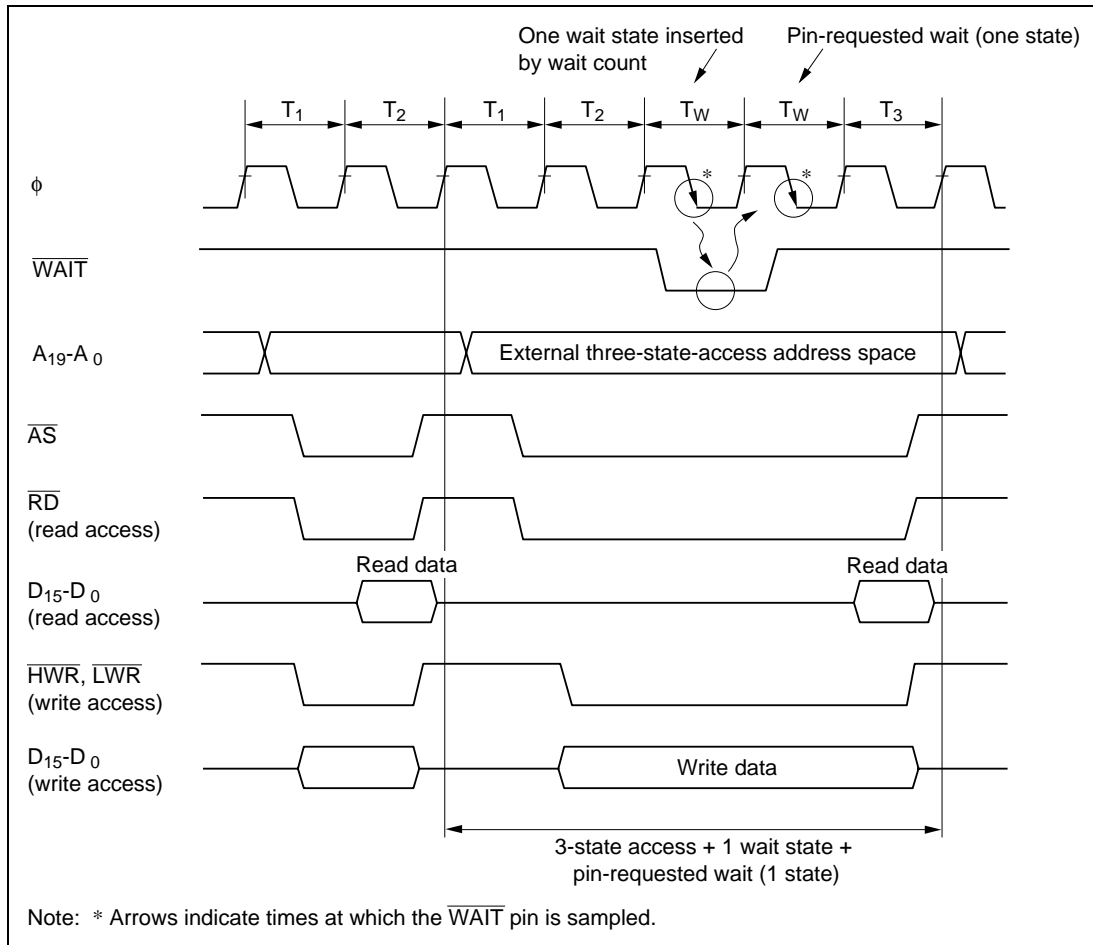 One wait state inserted
by wait count
Pin-requested wait (one state)
T1 T2 T1 T2 TW TW T3
ϕ * *
WAIT
A19-A 0 External three-state-access address space
AS
RD
(read access)
Read data Read data
D15-D 0
(read access)
HWR, LWR
(write access)
D15-D 0
(write access)
Write data
3-state access + 1 wait state +
pin-requested wait (1 state)
Note: * Arrows indicate times at which the WAIT pin is sampled.